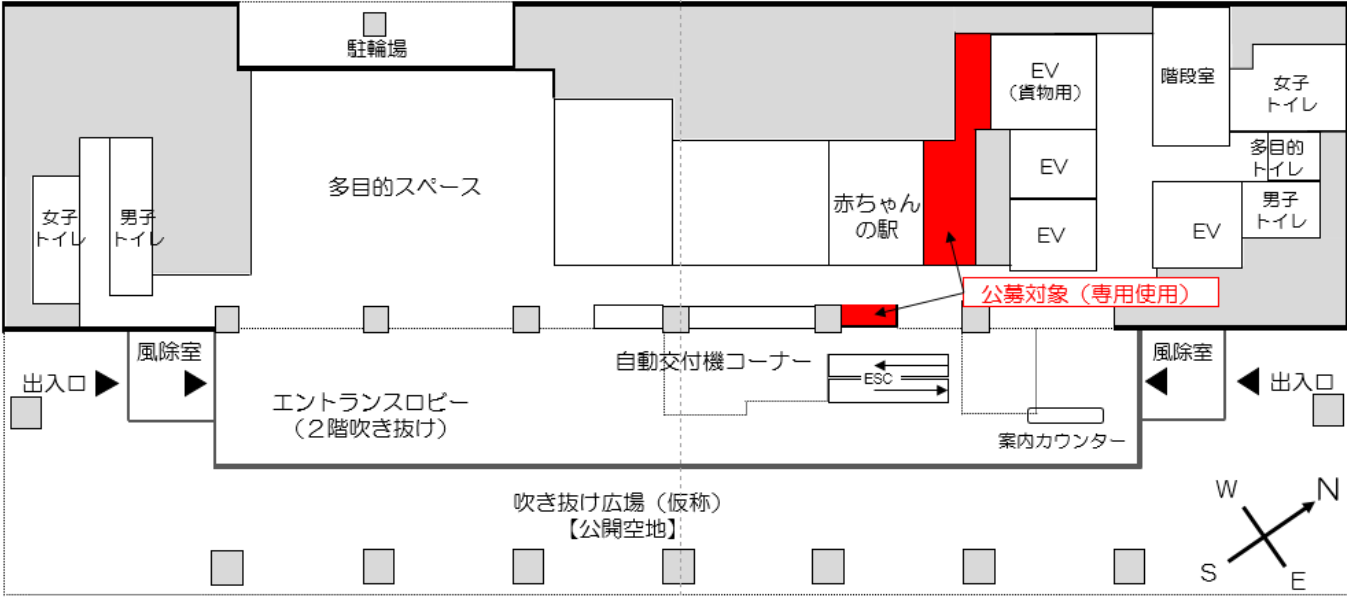 駐輪場
EV
（貨物用）
階段室
女子
トイレ
多目的
トイレ
EV
多目的スペース
赤ちゃん
の駅
女子
トイレ
男子
トイレ
男子
トイレ
EV
EV
公募対象（専用使用）
風除室
自動交付機コーナー
風除室
出入口
ESC
出入口
エントランスロビー
（２階吹き抜け）
案内カウンター
吹き抜け広場（仮称）
【公開空地】
W
N
S
E